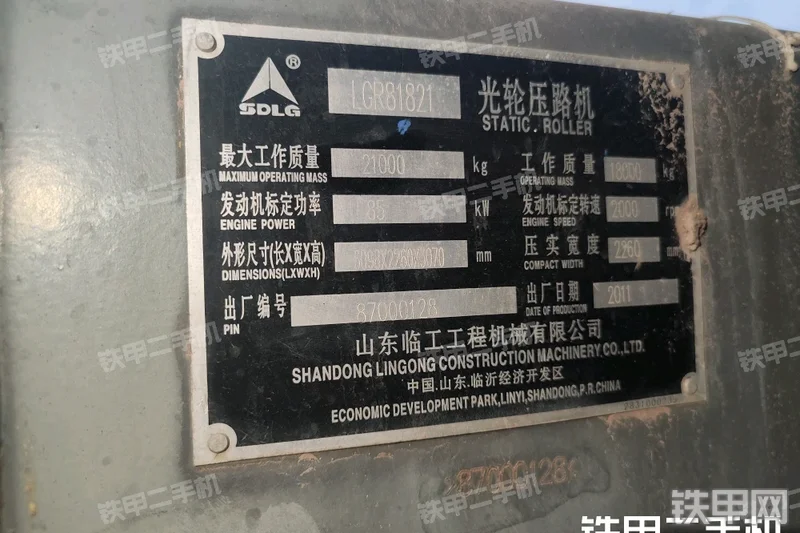 SDLG ®
LGR81821
光轮压路机
STATIC. ROLLER
最大工作质量 21000 kg
MAXIMUM OPERATING MASS
工作质量 18000 kg
OPERATING MASS
发动机标定功率 85 kW
ENGINE POWER
发动机标定转速 2000
ENGINE SPEED
外形尺寸(长X宽X高) mm
DIMENSIONS(LXWXH)
压实宽度 2260
COMPACT WIDTH
出厂编号 87000128
PIN
出厂日期 2011
DATE OF PRODUCTION
山东临工工程机械有限公司
SHANDONG LINGONG CONSTRUCTION MACHINERY.CO.,LTD.
中国.山东.临沂经济开发区
ECONOMIC DEVELOPMENT PARK,LINYI,SHANDONG,P.R.CHINA
87000128
铁甲网
铁甲二手机